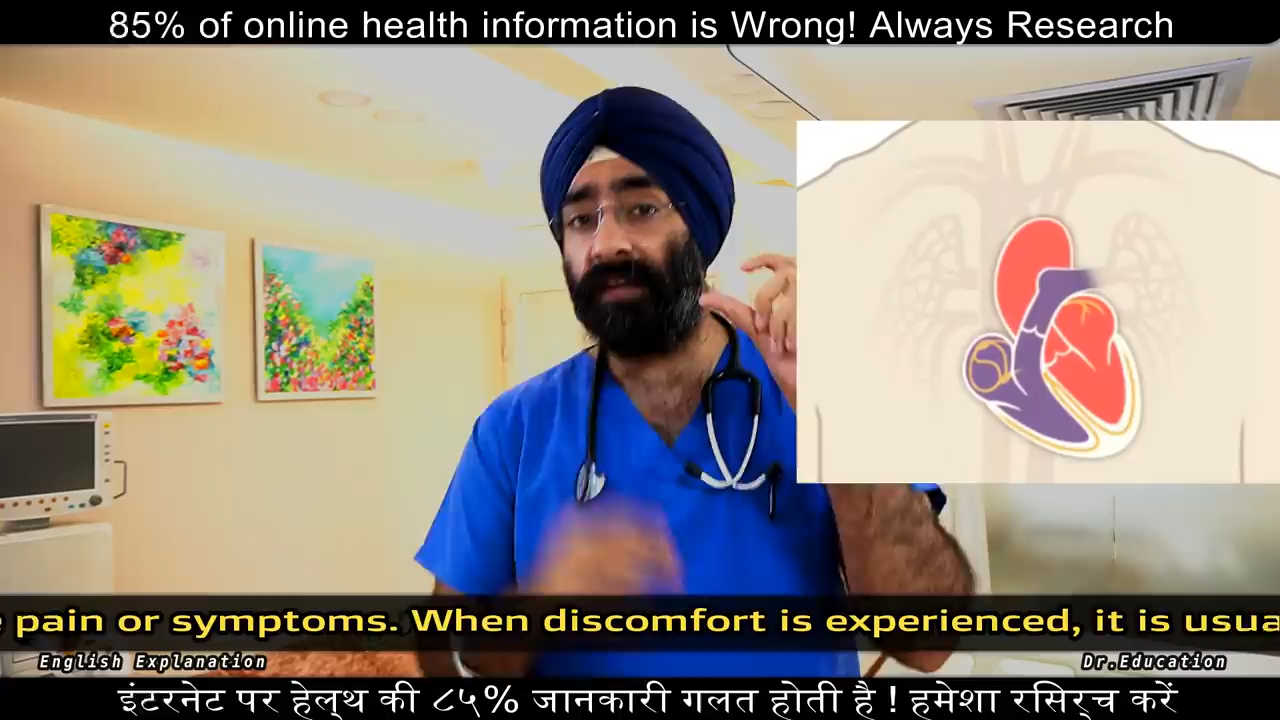 85% of online health information is Wrong! Always Research
pain or symptoms. When discomfort is experienced, it is
English Explanation
Dr.Education
इंटरनेट पर हेल्थ की ८५% जानकारी गलत होती है ! हमेशा रसिर्च करें